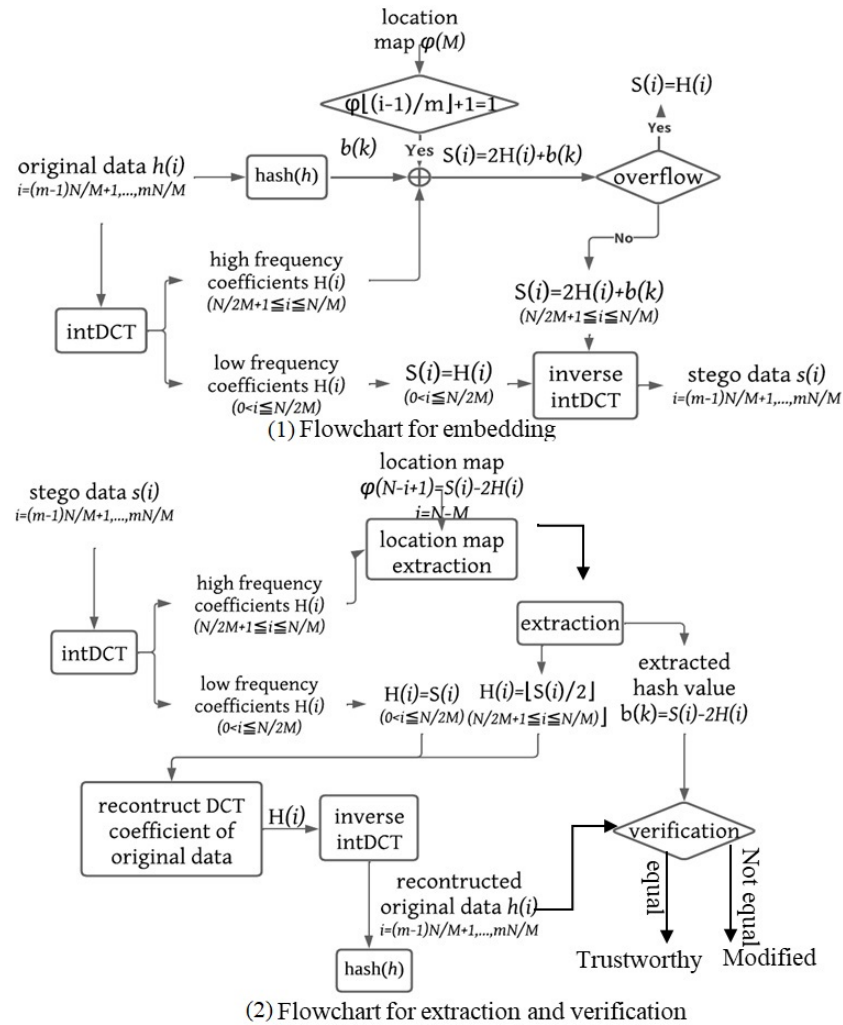 location
map φ(M)
φ⌊(i-1)/m⌋+1=1
S(i)=H(i)
Yes
b(k)
Yes
S(i)=2H(i)+b(k)
original data h(i)
i=(m-1)N/M+1,...,mN/M
hash(h)
overflow
No
high frequency
coefficients H(i)
(N/2M+1≦i≦N/M)
S(i)=2H(i)+b(k)
(N/2M+1≦i≦N/M)
intDCT
low frequency
coefficients H(i)
(0<i≦N/2M)
S(i)=H(i)
(0<i≦N/2M)
inverse
intDCT
stego data s(i)
i=(m-1)N/M+1,...,mN/M
(1) Flowchart for embedding
location map
φ(N-i+1)=S(i)-2H(i)
i=N-M
stego data s(i)
i=(m-1)N/M+1,...,mN/M
location map
extraction
high frequency
coefficients H(i)
(N/2M+1≦i≦N/M)
extraction
intDCT
low frequency
coefficients H(i)
(0<i≦N/2M)
H(i)=S(i)
(0<i≦N/2M)
H(i)=⌊S(i)/2⌋
(N/2M+1≦i≦N/M)⌋
extracted
hash value
b(k)=S(i)-2H(i)
recontruct DCT
coefficient of
original data
H(i)
inverse
intDCT
verification
recontructed
original data h(i)
i=(m-1)N/M+1,...,mN/M
equal
Not equal
hash(h)
Trustworthy
Modified
(2) Flowchart for extraction and verification